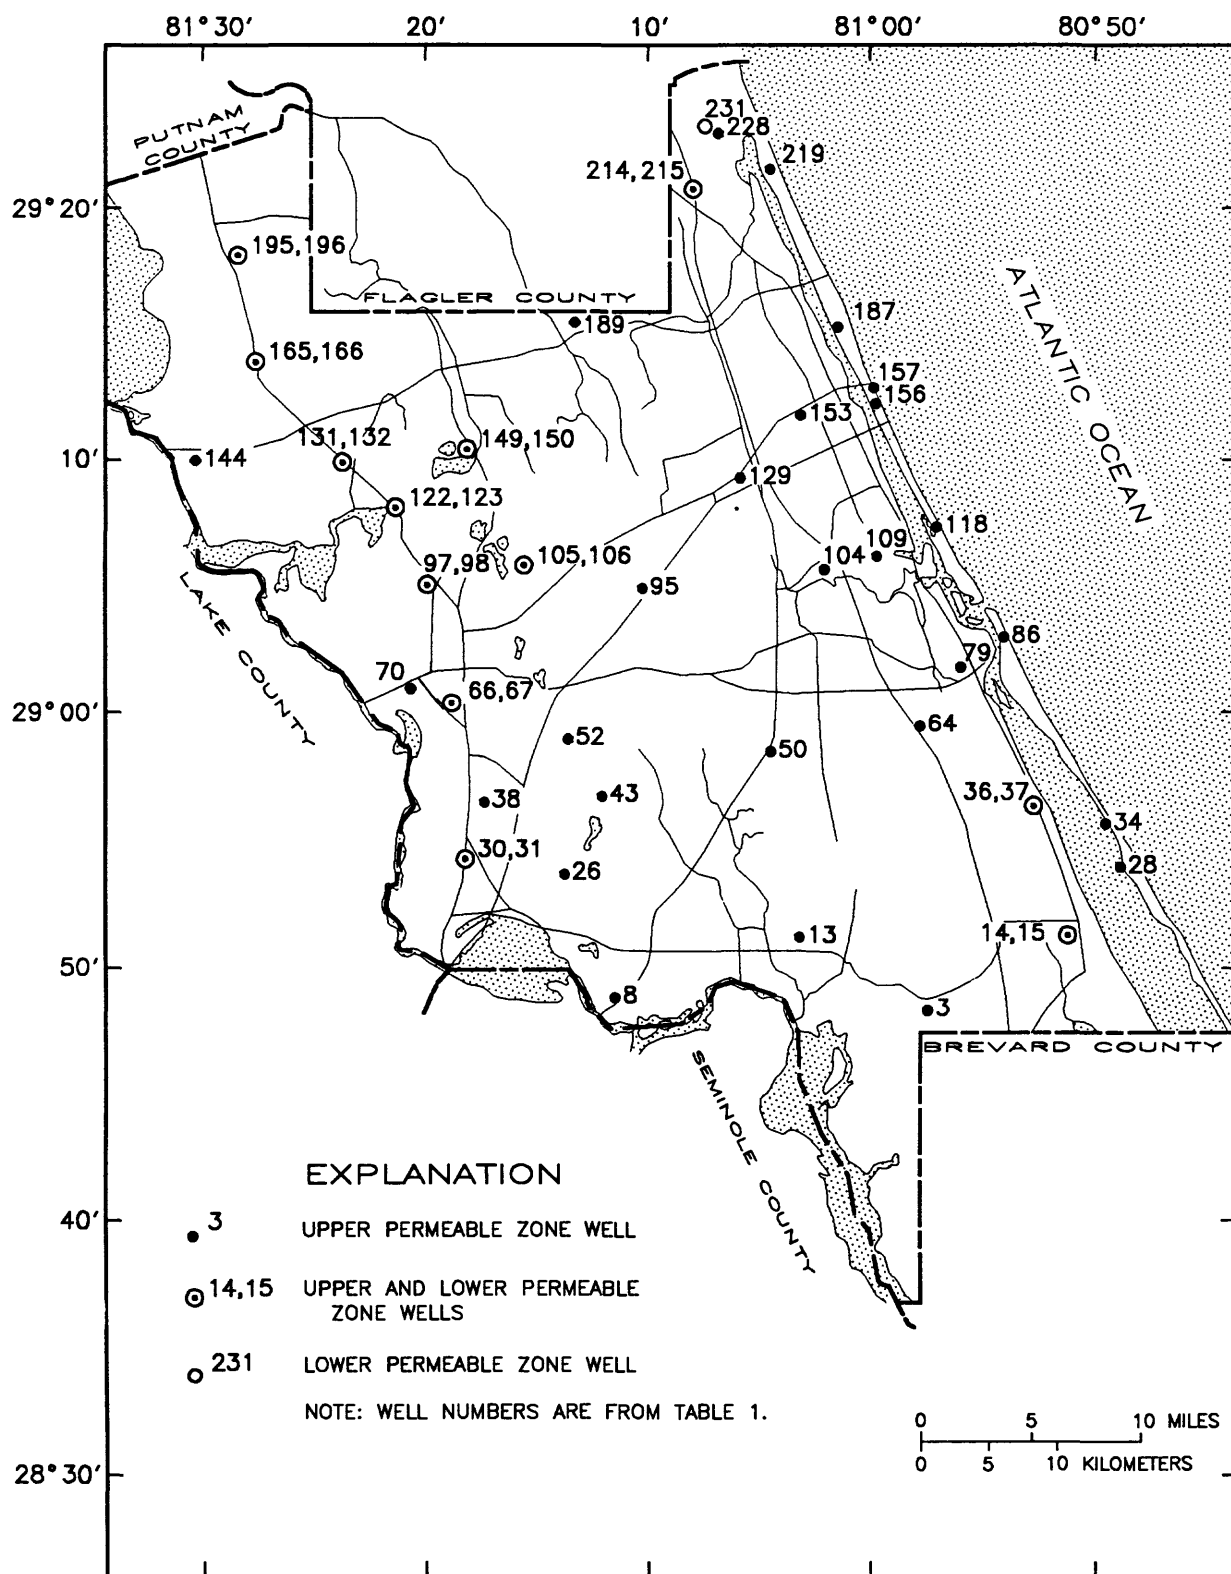 81°30′ 20′ 10′ 81°00′ 80°50′
PUTNAM
COUNTY
231
228
219
214,215
29°20′
195,196
ATLANTIC OCEAN
FLAGLER COUNTY
189
187
165,166
157
156
153
131,132
149,150
10′
144
129
122,123
118
109
104
105,106
97,98
95
LAKE COUNTY
86
79
70
66,67
29°00′
64
52
50
36,37
38
43
34
30,31
28
26
13
14,15
50′
8
3
BREVARD COUNTY
SEMINOLE COUNTY
EXPLANATION
3 UPPER PERMEABLE ZONE WELL
40′
14,15 UPPER AND LOWER PERMEABLE
ZONE WELLS
231 LOWER PERMEABLE ZONE WELL
NOTE: WELL NUMBERS ARE FROM TABLE 1.
0 5 10 MILES
0 5 10 KILOMETERS
28°30′